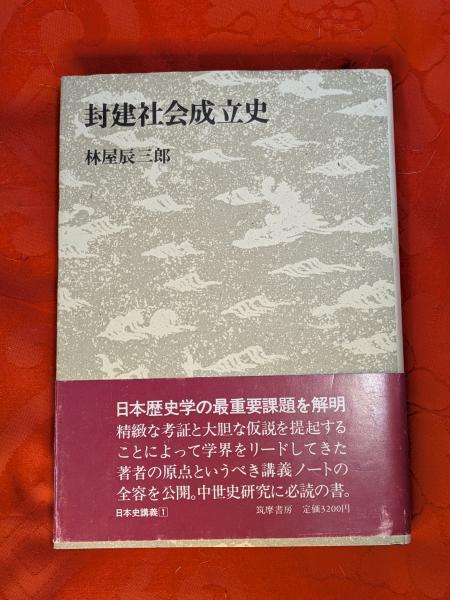 封建社会成立史
林屋辰三郎
日本歴史学の最重要課題を解明
精緻な考証と大胆な仮説を提起する
ことによって学界をリードしてきた
著者の原点というべき講義ノートの
全容を公開。中世史研究に必読の書。
日本史講義1 筑摩書房 定価3200円